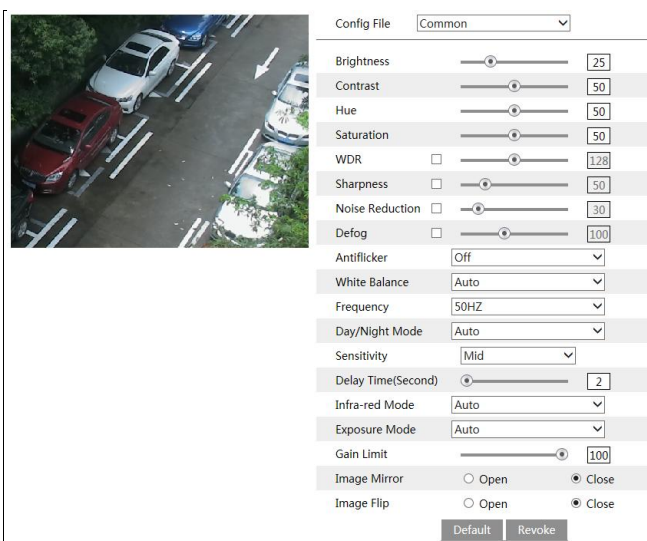 Config File Common
Brightness 25
Contrast 50
Hue 50
Saturation 50
WDR 128
Sharpness 50
Noise Reduction 30
Defog 100
Antiflicker Off
White Balance Auto
Frequency 50HZ
Day/Night Mode Auto
Sensitivity Mid
Delay Time(Second) 2
Infra-red Mode Auto
Exposure Mode Auto
Gain Limit 100
Image Mirror Open Close
Image Flip Open Close
Default Revoke